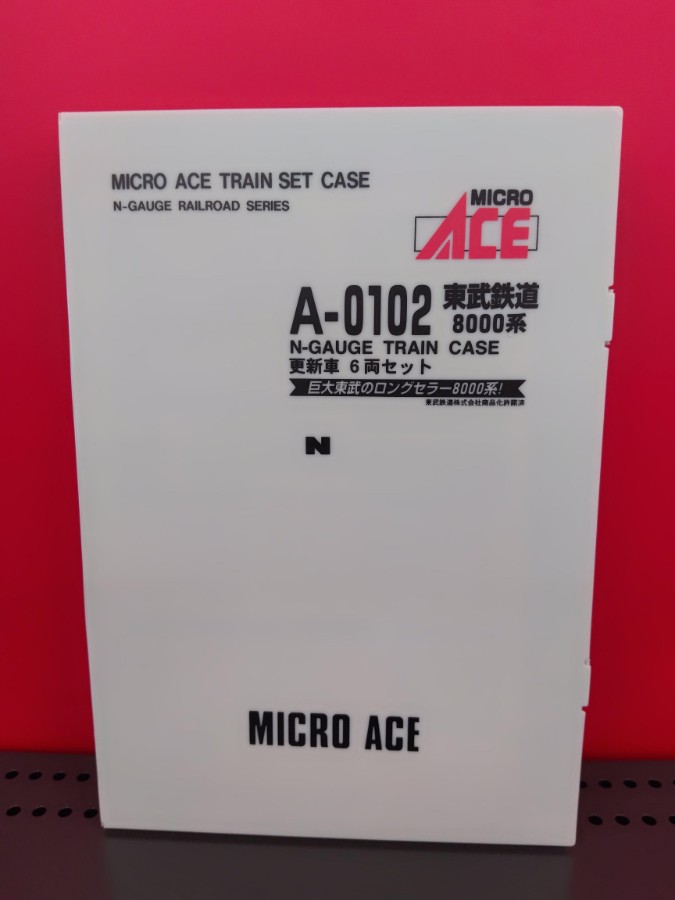 MICRO ACE TRAIN SET CASE
N-GAUGE RAILROAD SERIES
MICRO
ACE
A-0102 東武鉄道
8000系
N-GAUGE TRAIN CASE
更新車 6両セット
巨大東武のロングセラー8000系!
東武鉄道株式会社商品化許諾済
N
MICRO ACE